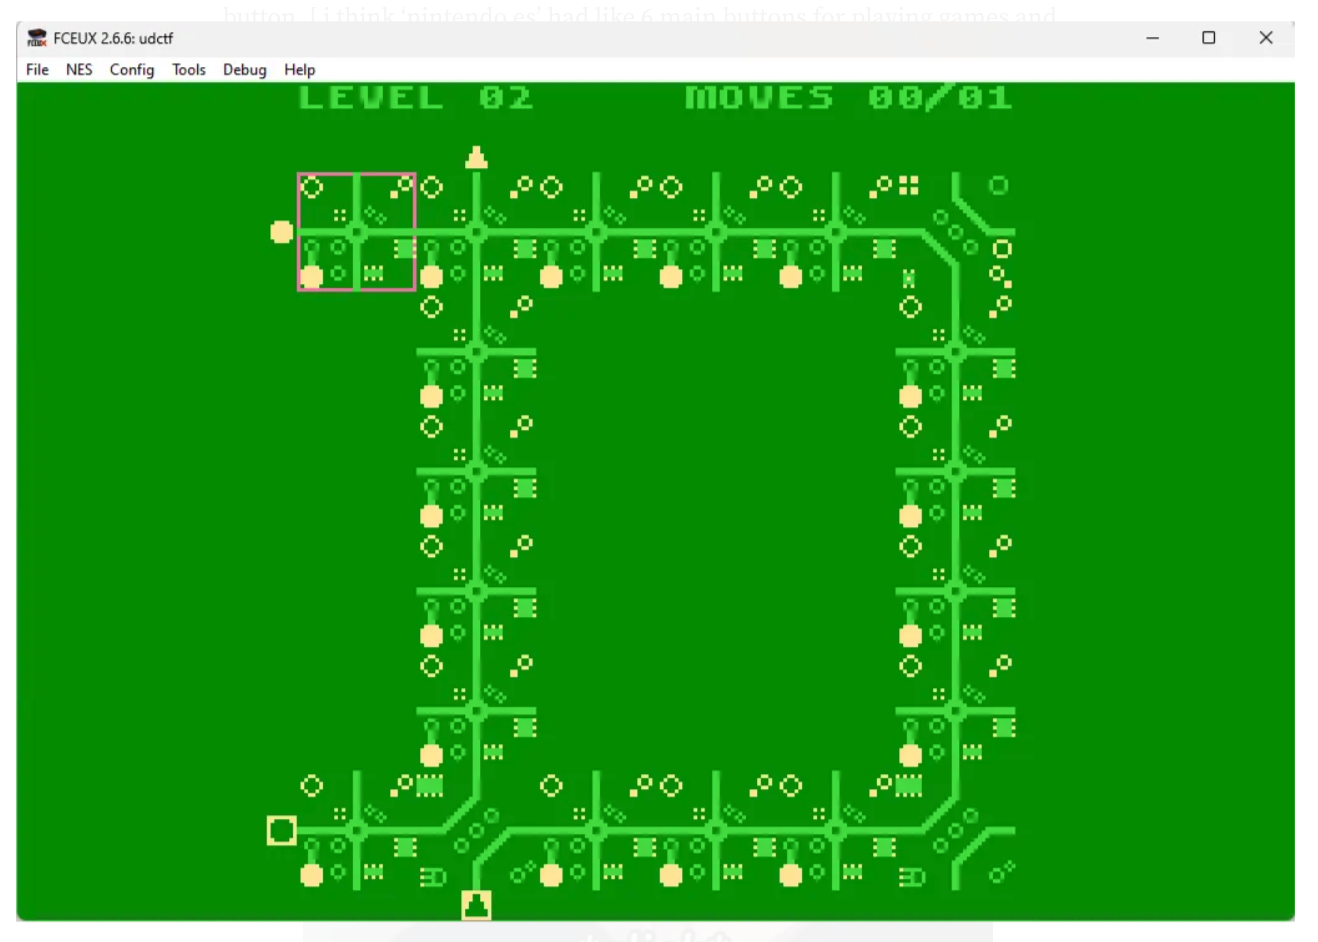 button. [ i think 'nintendo es' had like 6 main buttons for playing games and
FCEUX 2.6.6: udctf
File NES Config Tools Debug Help
LEVEL 02 MOVES 00/01